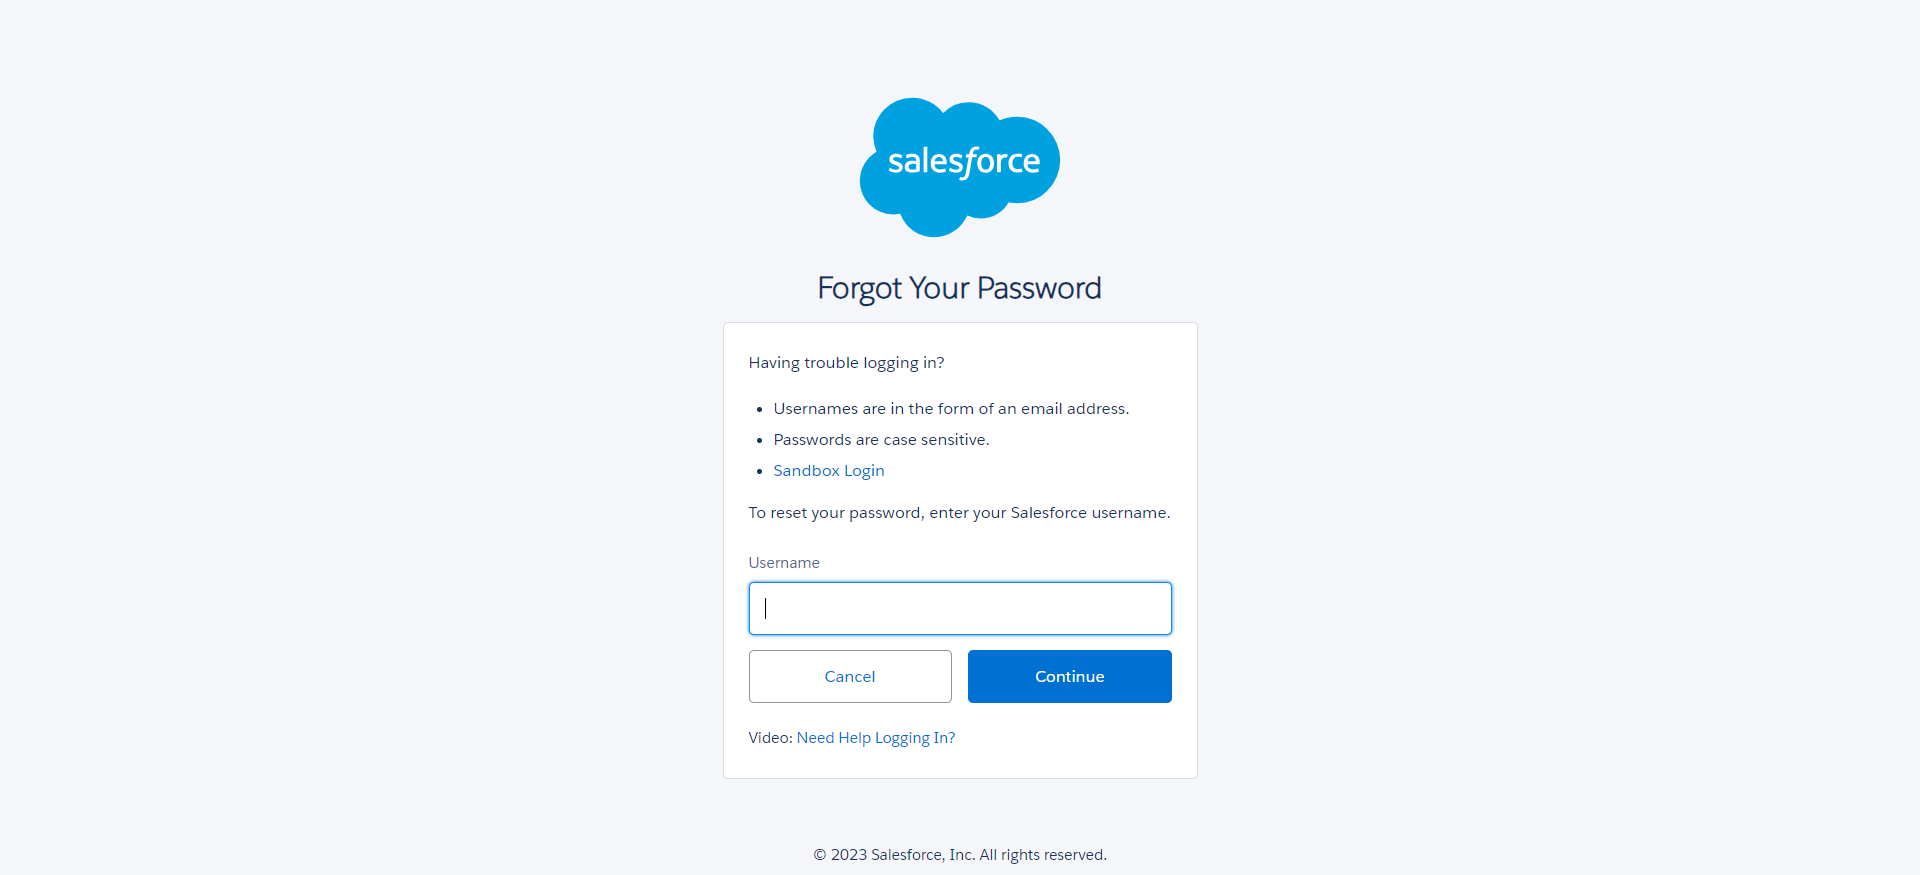 salesforce
Forgot Your Password
Having trouble logging in?
Usernames are in the form of an email address.
Passwords are case sensitive.
Sandbox Login
To reset your password, enter your Salesforce username.
Username
Cancel
Continue
Video: Need Help Logging In?
© 2023 Salesforce, Inc. All rights reserved.